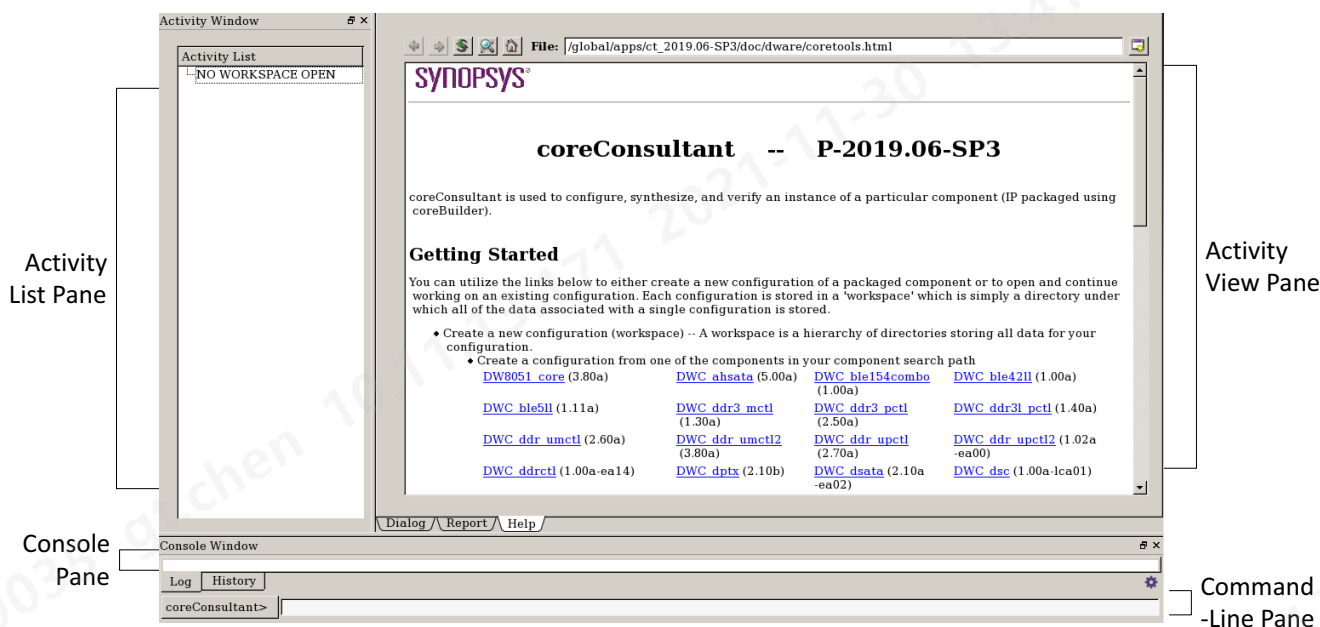 Activity Window
Activity List
NO WORKSPACE OPEN
File: /global/apps/ct_2019.06-SP3/doc/dware/coretools.html
SYNOPSYS®
coreConsultant -- P-2019.06-SP3
coreConsultant is used to configure, synthesize, and verify an instance of a particular component (IP packaged using
coreBuilder).
Getting Started
You can utilize the links below to either create a new configuration of a packaged component or to open and continue
working on an existing configuration. Each configuration is stored in a 'workspace' which is simply a directory under
which all of the data associated with a single configuration is stored.
Create a new configuration (workspace) -- A workspace is a hierarchy of directories storing all data for your
configuration.
Create a configuration from one of the components in your component search path
DW8051_core (3.80a) DWC_ahsata (5.00a) DWC_ble154combo (1.00a) DWC_ble42ll (1.00a)
DWC_ble5ll (1.11a) DWC_ddr3_mctl (1.30a) DWC_ddr3_pctl (2.50a) DWC_ddr3l_pctl (1.40a)
DWC_ddr_umctl (2.60a) DWC_ddr_umctl2 (3.80a) DWC_ddr_upctl (2.70a) DWC_ddr_upctl2 (1.02a-ea00)
DWC_ddrctl (1.00a-ea14) DWC_dptx (2.10b) DWC_dsata (2.10a-ea02) DWC_dsc (1.00a-lca01)
Dialog Report Help
Console Window
Log History
coreConsultant>
Activity
List Pane
Activity
View Pane
Console
Pane
Command
-Line Pane